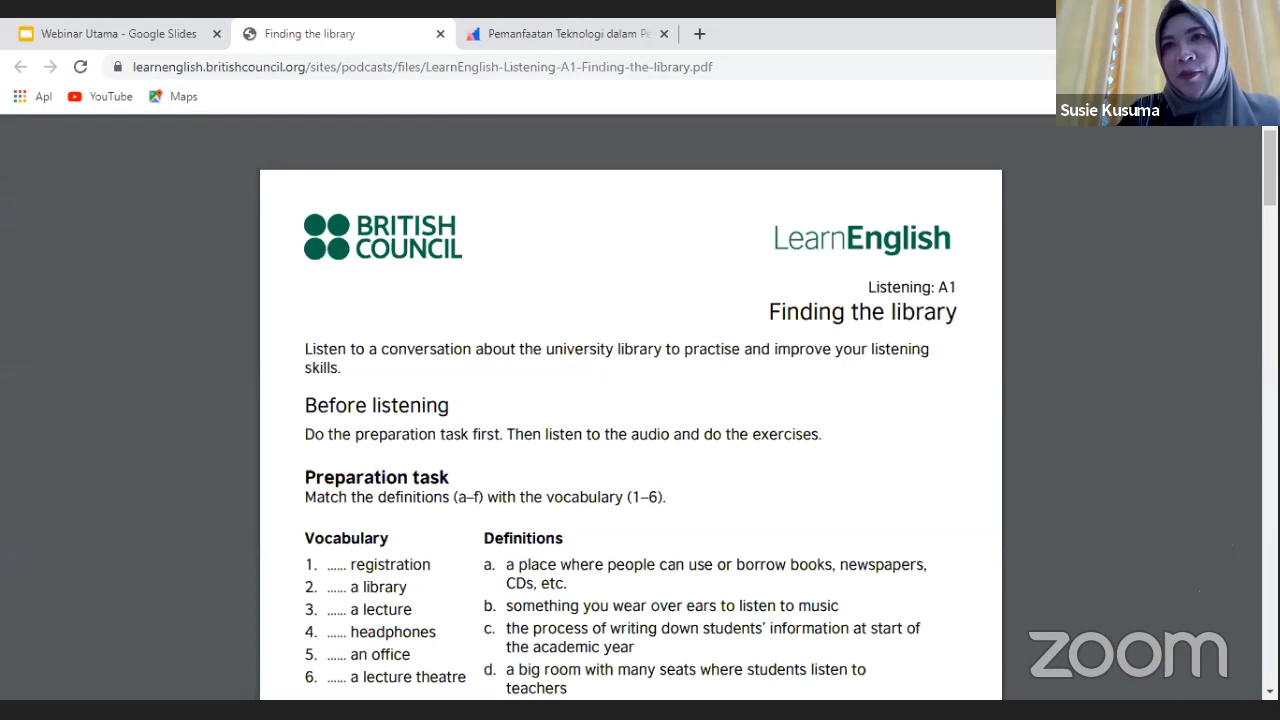 Webinar Utama - Google Slides
Finding the library
Pemanfaatan Teknologi dalam Pe
learnenglish.britishcouncil.org/sites/podcasts/files/LearnEnglish-Listening-A1-Finding-the-library.pdf
Apl
YouTube
Maps
Susie Kusuma
BRITISH
COUNCIL
LearnEnglish
Listening: A1
Finding the library
Listen to a conversation about the university library to practise and improve your listening
skills.
Before listening
Do the preparation task first. Then listen to the audio and do the exercises.
Preparation task
Match the definitions (a–f) with the vocabulary (1–6).
Vocabulary
1. ...... registration
2. ...... a library
3. ...... a lecture
4. ...... headphones
5. ...... an office
6. ...... a lecture theatre
Definitions
a. a place where people can use or borrow books, newspapers,
CDs, etc.
b. something you wear over ears to listen to music
c. the process of writing down students' information at start of
the academic year
d. a big room with many seats where students listen to
teachers
zoom